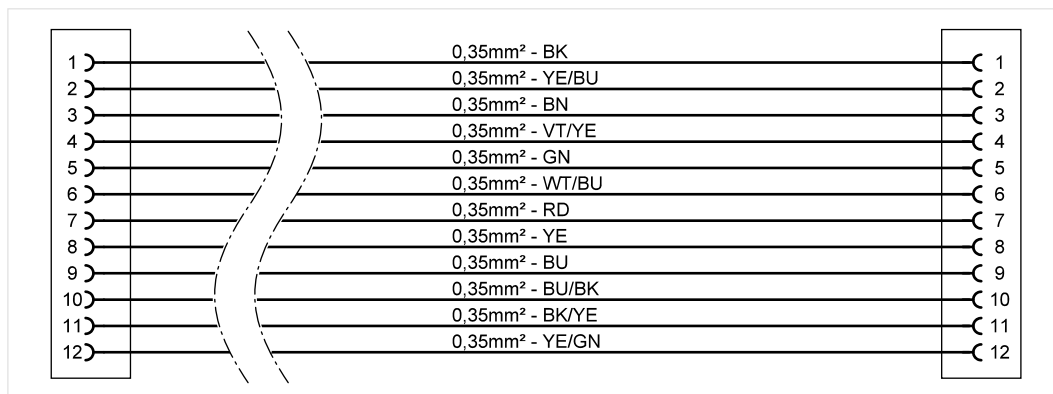 1 0,35mm² - BK 1
2 0,35mm² - YE/BU 2
3 0,35mm² - BN 3
4 0,35mm² - VT/YE 4
5 0,35mm² - GN 5
6 0,35mm² - WT/BU 6
7 0,35mm² - RD 7
8 0,35mm² - YE 8
9 0,35mm² - BU 9
10 0,35mm² - BU/BK 10
11 0,35mm² - BK/YE 11
12 0,35mm² - YE/GN 12